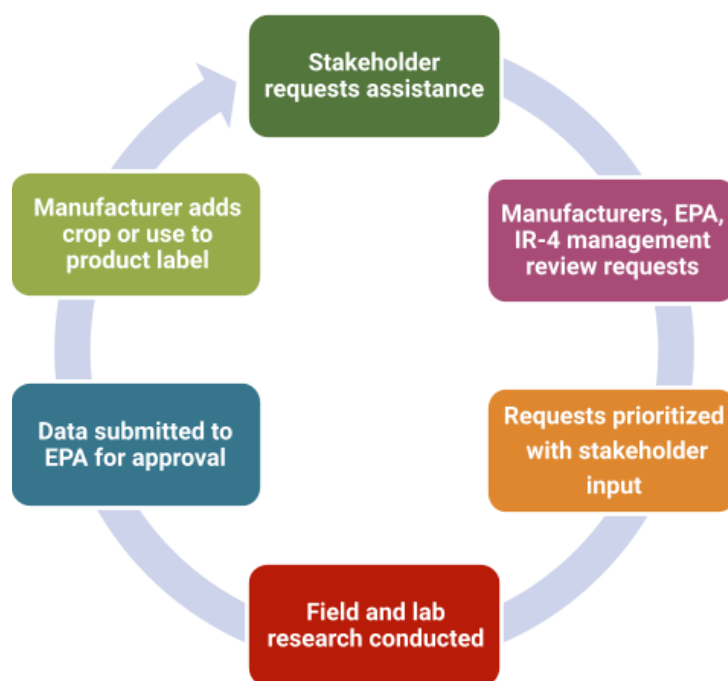 Stakeholder
requests assistance
Manufacturers, EPA,
IR-4 management
review requests
Requests prioritized
with stakeholder
input
Field and lab
research conducted
Data submitted to
EPA for approval
Manufacturer adds
crop or use to
product label